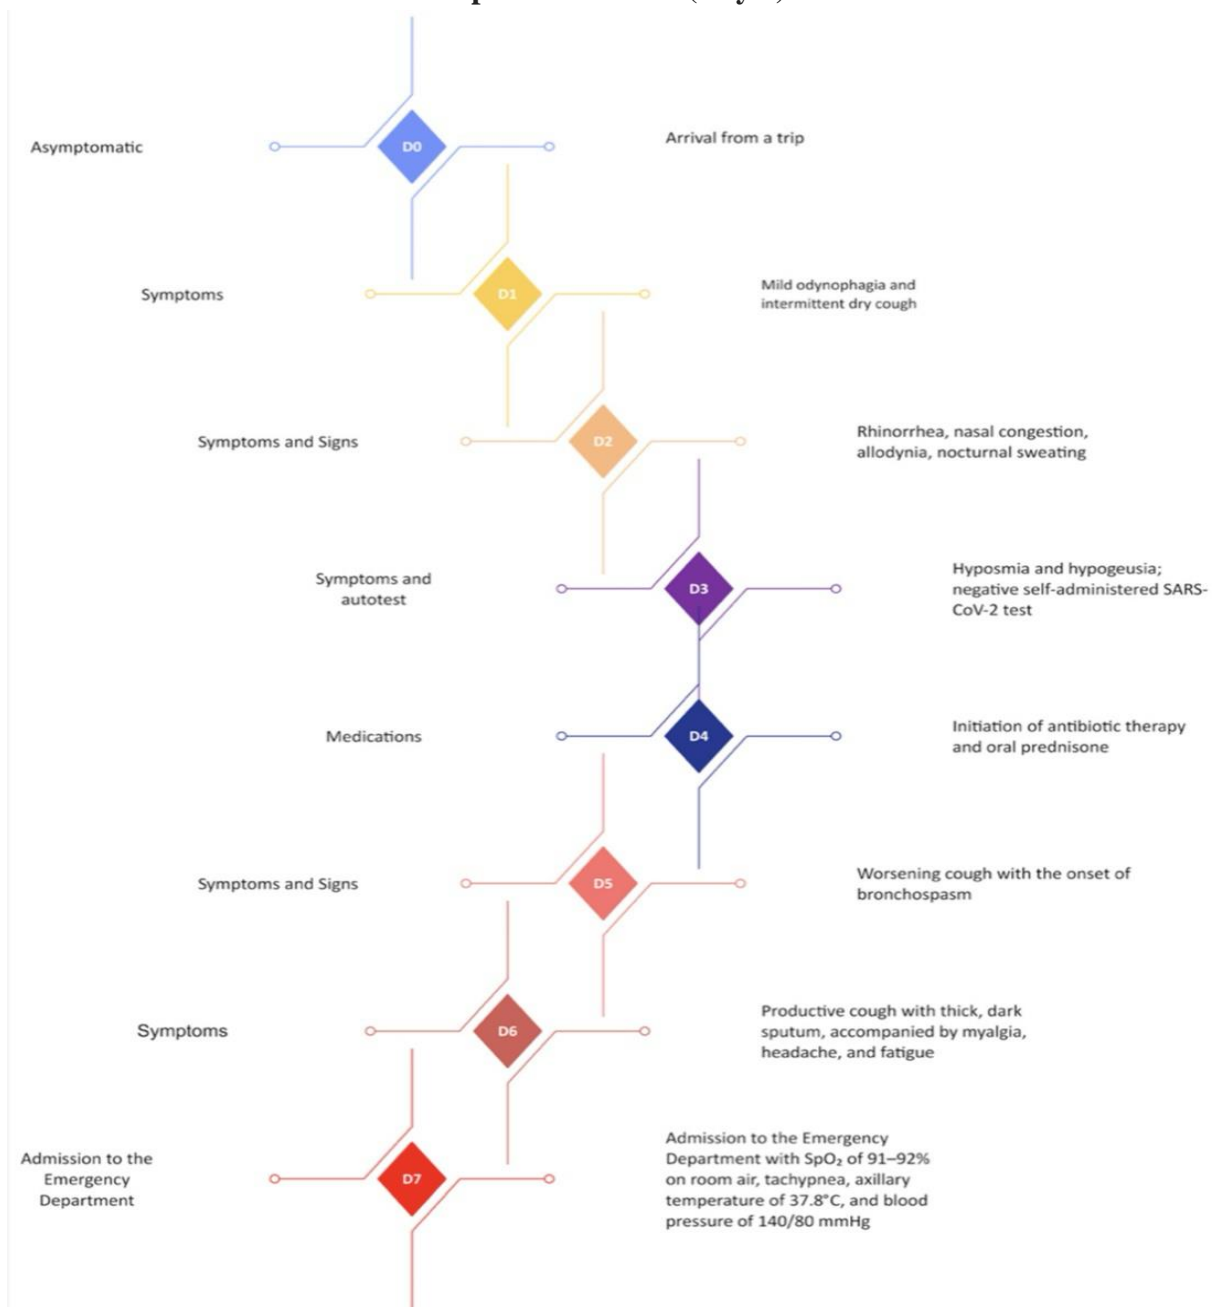 Asymptomatic
D0
Arrival from a trip
Symptoms
D1
Mild odynophagia and
intermittent dry cough
Symptoms and Signs
D2
Rhinorrhea, nasal congestion,
allodynia, nocturnal sweating
Symptoms and
autotest
D3
Hyposmia and hypogeusia;
negative self-administered SARS-
CoV-2 test
Medications
D4
Initiation of antibiotic therapy
and oral prednisone
Symptoms and Signs
D5
Worsening cough with the onset of
bronchospasm
Symptoms
D6
Productive cough with thick, dark
sputum, accompanied by myalgia,
headache, and fatigue
Admission to the
Emergency
Department
D7
Admission to the Emergency
Department with SpO₂ of 91–92%
on room air, tachypnea, axillary
temperature of 37.8°C, and blood
pressure of 140/80 mmHg